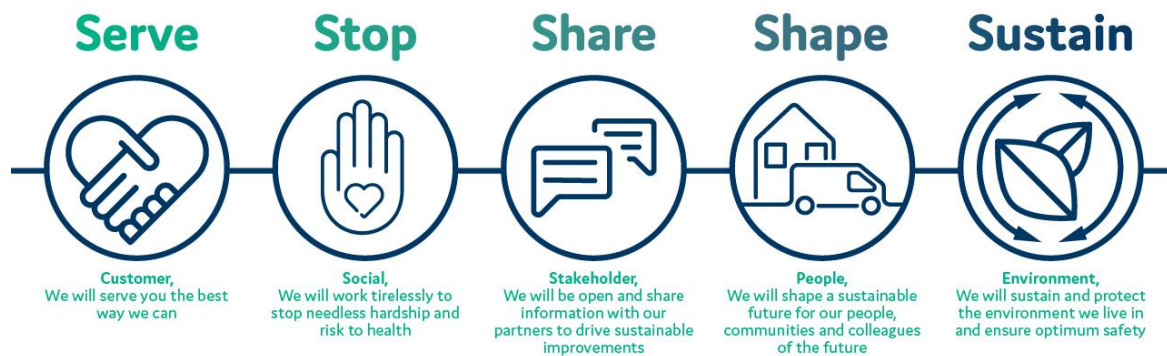 Serve
Stop
Share
Shape
Sustain
Customer,
We will serve you the best
way we can
Social,
We will work tirelessly to
stop needless hardship and
risk to health
Stakeholder,
We will be open and share
information with our
partners to drive sustainable
improvements
People,
We will shape a sustainable
future for our people,
communities and colleagues
of the future
Environment,
We will sustain and protect
the environment we live in
and ensure optimum safety